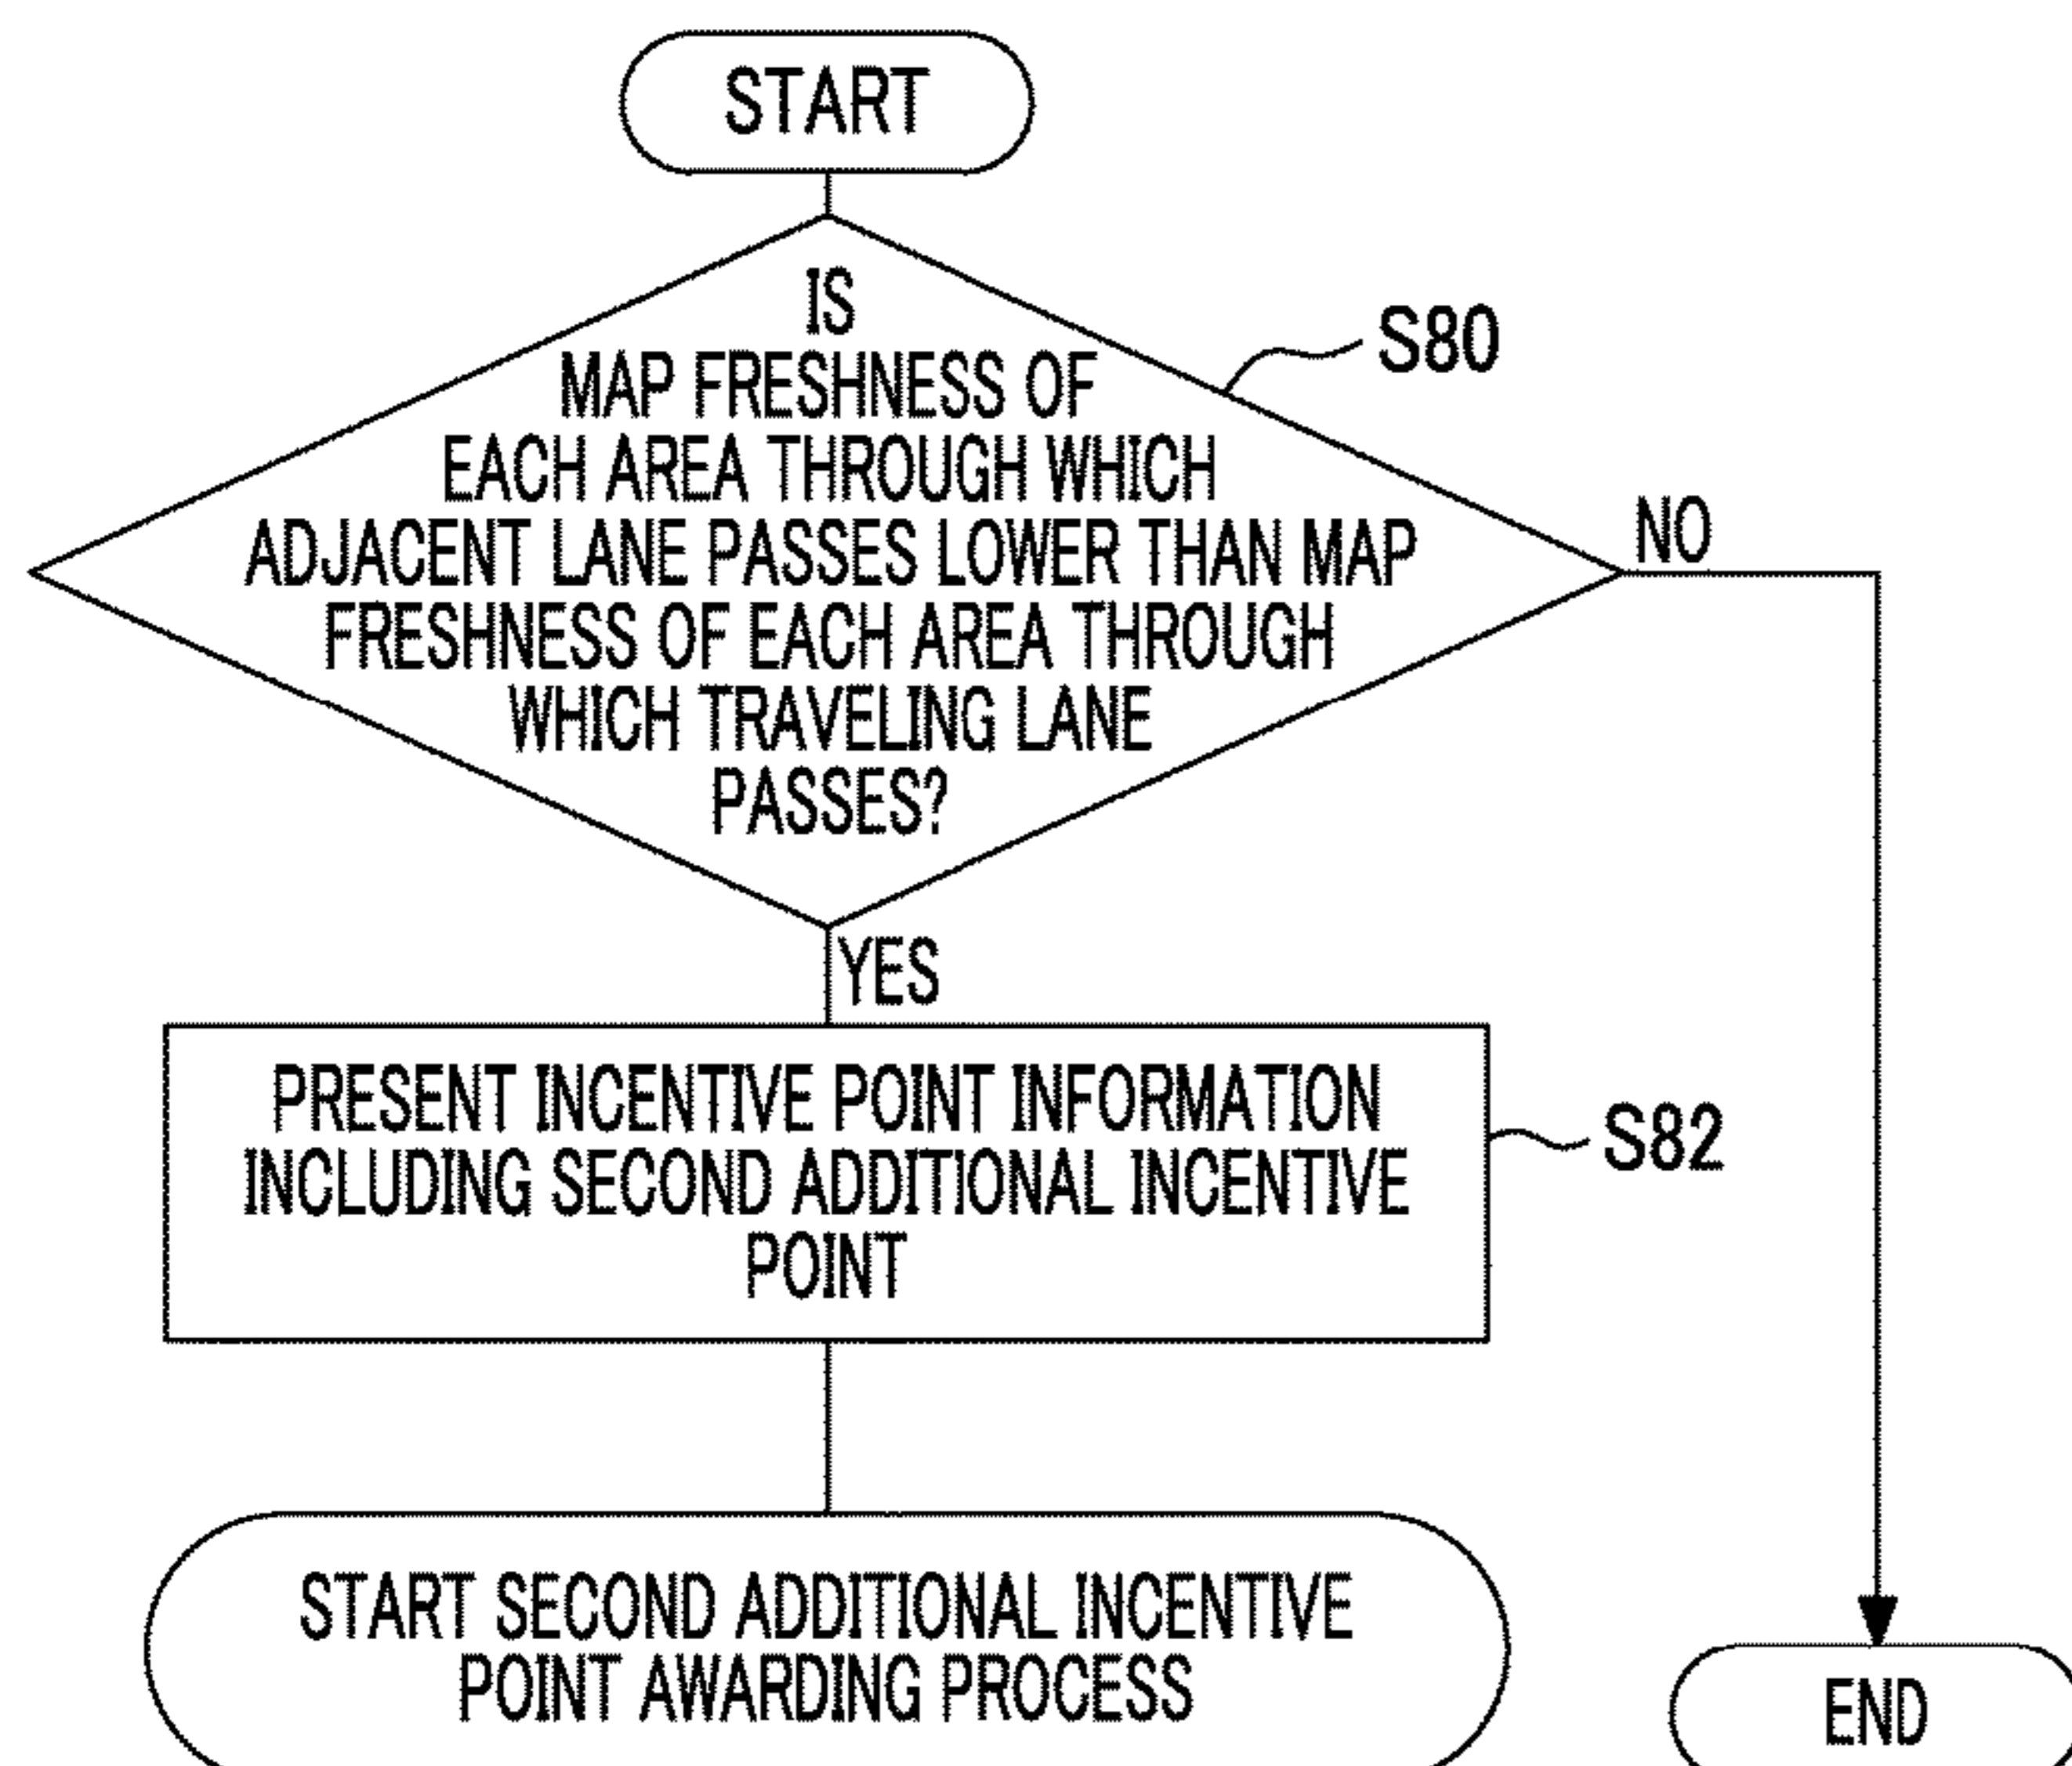 START
IS
MAP FRESHNESS OF
EACH AREA THROUGH WHICH
ADJACENT LANE PASSES LOWER THAN MAP
FRESHNESS OF EACH AREA THROUGH
WHICH TRAVELING LANE
PASSES?
S80
NO
YES
PRESENT INCENTIVE POINT INFORMATION
INCLUDING SECOND ADDITIONAL INCENTIVE
POINT
S82
START SECOND ADDITIONAL INCENTIVE
POINT AWARDING PROCESS
END